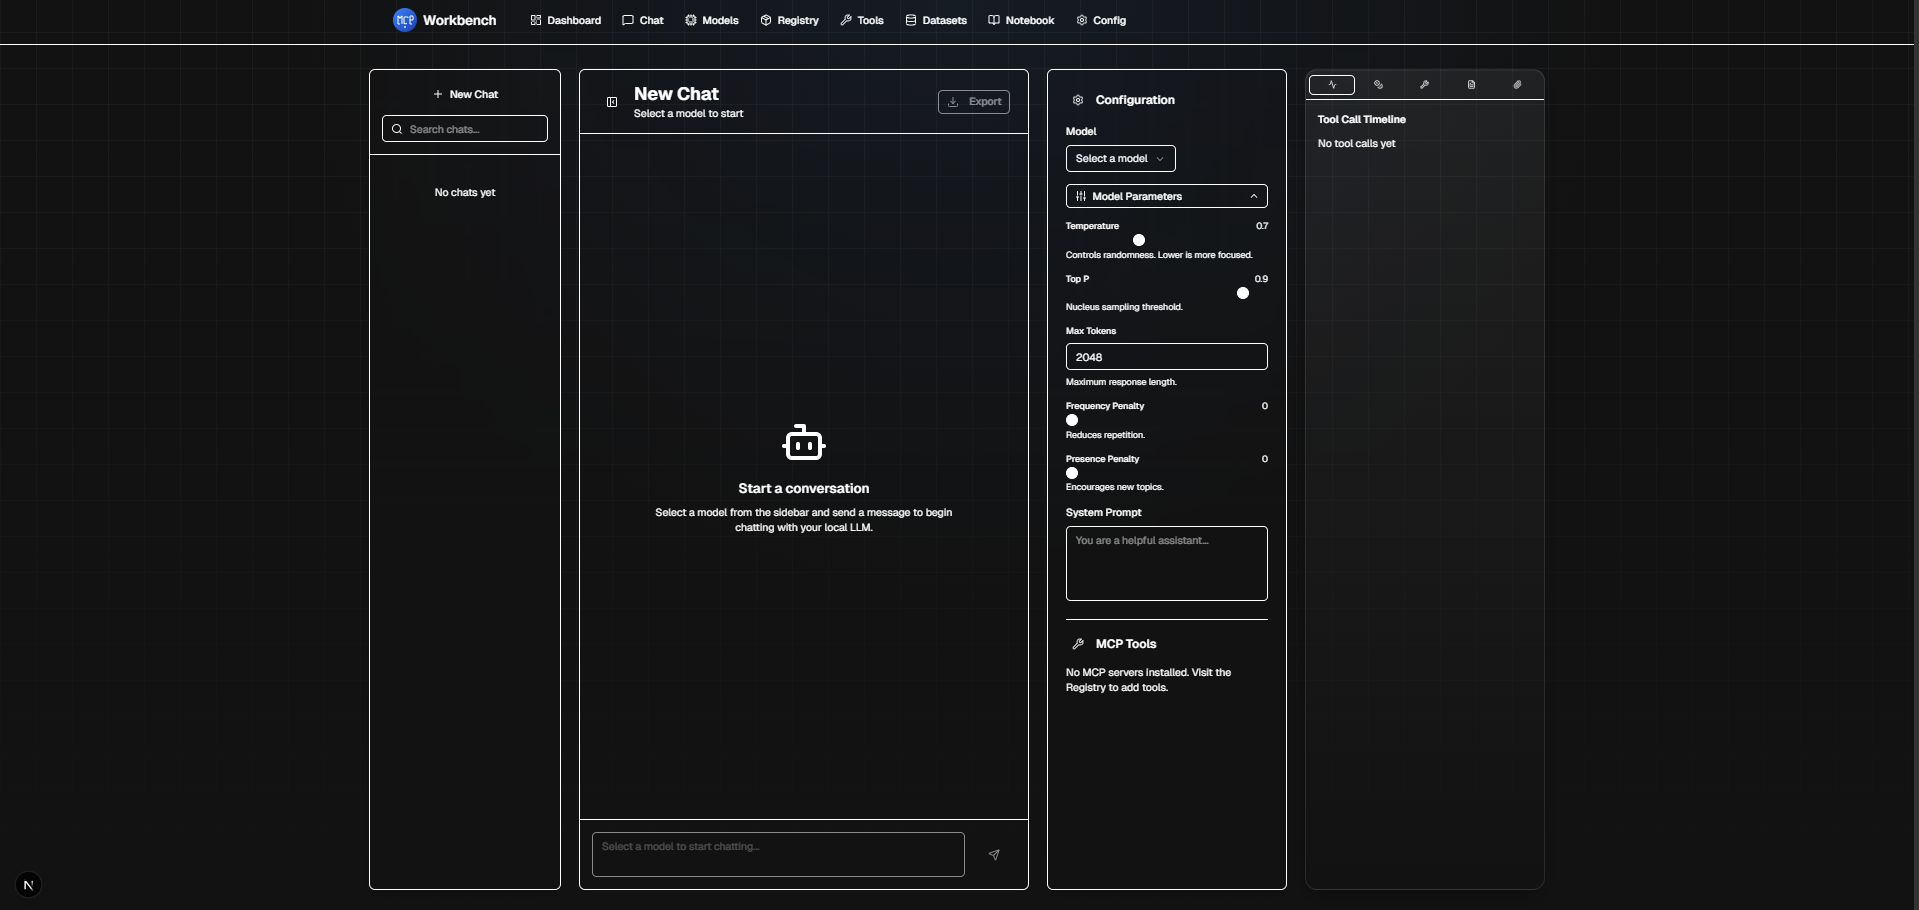 MCP Workbench Dashboard Chat Models Registry Tools Datasets Notebook Config
New Chat
Search chats...
No chats yet
New Chat
Select a model to start
Export
Start a conversation
Select a model from the sidebar and send a message to begin
chatting with your local LLM.
Select a model to start chatting...
Configuration
Model
Select a model
Model Parameters
Temperature 0.7
Controls randomness. Lower is more focused.
Top P 0.9
Nucleus sampling threshold.
Max Tokens
2048
Maximum response length.
Frequency Penalty 0
Reduces repetition.
Presence Penalty 0
Encourages new topics.
System Prompt
You are a helpful assistant...
MCP Tools
No MCP servers installed. Visit the
Registry to add tools.
Tool Call Timeline
No tool calls yet
N